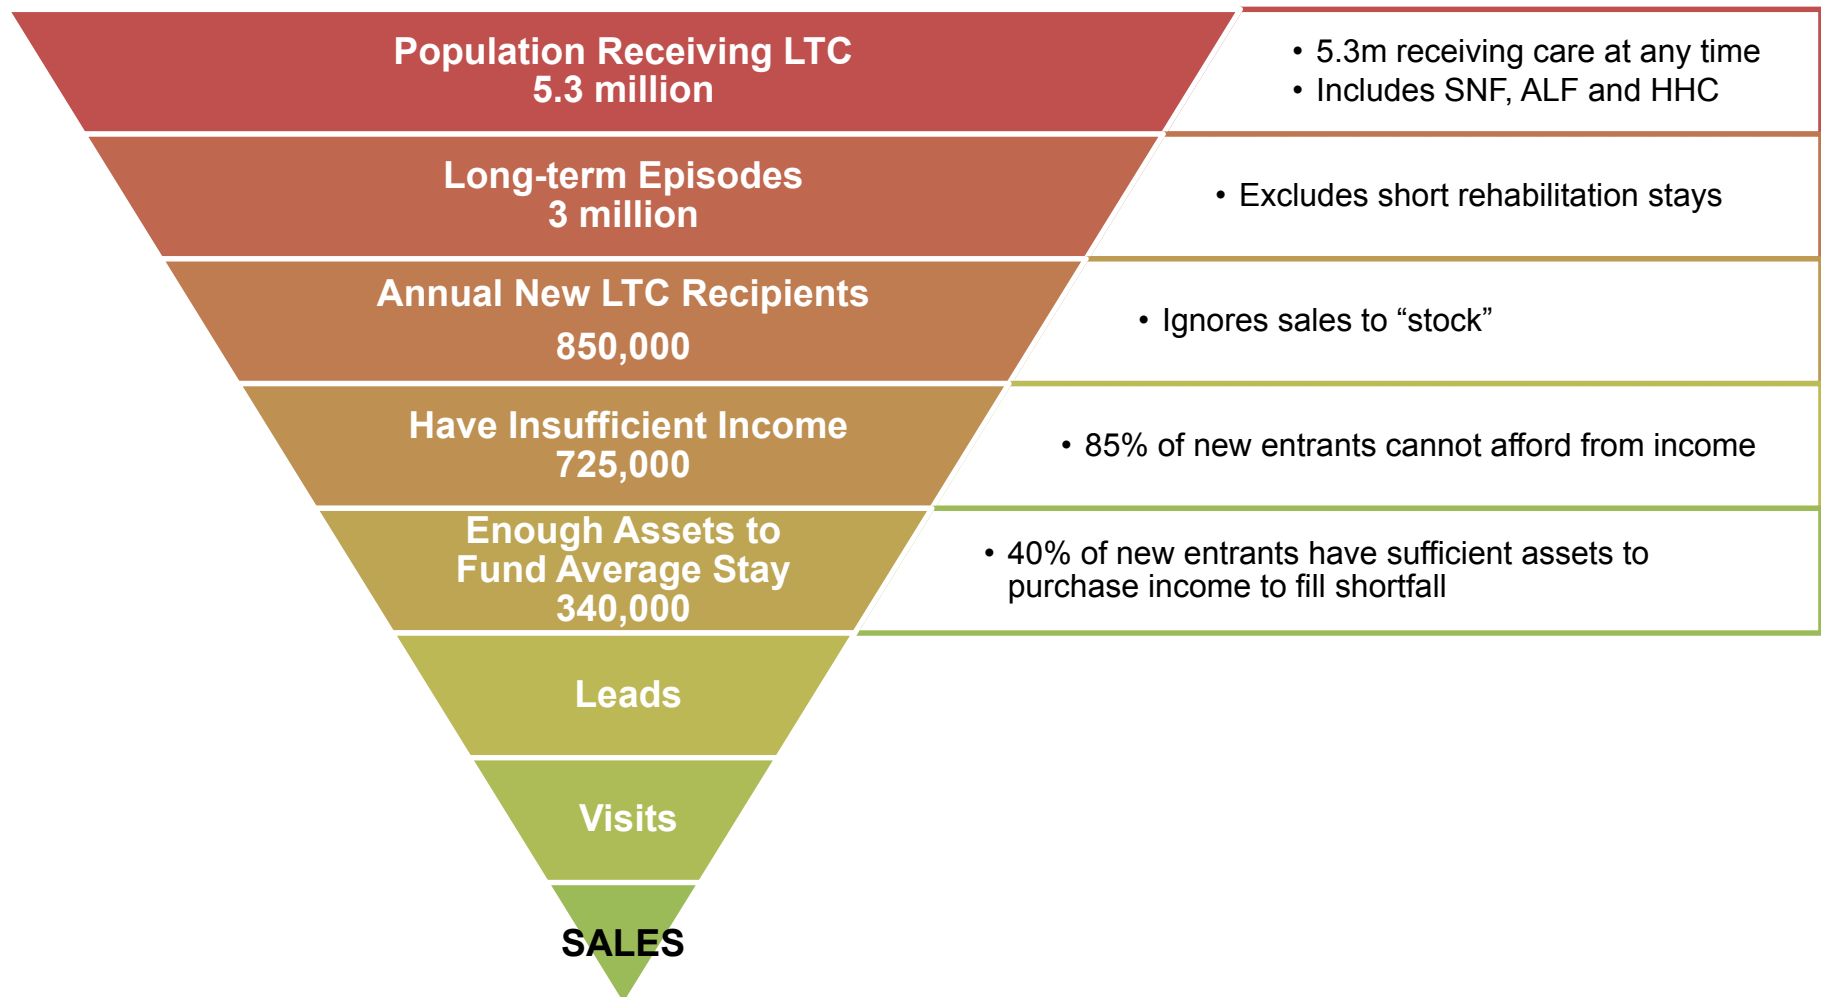 Population Receiving LTC
5.3 million
• 5.3m receiving care at any time
• Includes SNF, ALF and HHC
Long-term Episodes
3 million
• Excludes short rehabilitation stays
Annual New LTC Recipients
850,000
• Ignores sales to “stock”
Have Insufficient Income
725,000
• 85% of new entrants cannot afford from income
Enough Assets to
Fund Average Stay
340,000
• 40% of new entrants have sufficient assets to
purchase income to fill shortfall
Leads
Visits
SALES